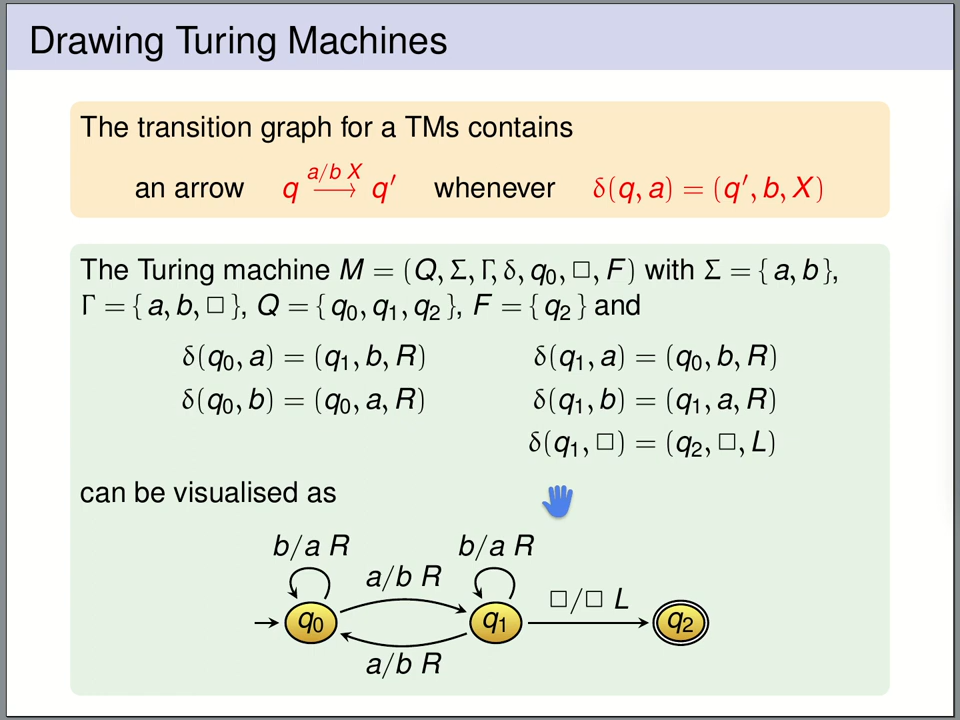 Drawing Turing Machines
The transition graph for a TMs contains
an arrow q a/b X ⟶ q′ whenever δ(q, a) = (q′, b, X)
The Turing machine M = (Q, Σ, Γ, δ, q₀, □, F) with Σ = { a, b },
Γ = { a, b, □ }, Q = { q₀, q₁, q₂ }, F = { q₂ } and
δ(q₀, a) = (q₁, b, R) δ(q₁, a) = (q₀, b, R)
δ(q₀, b) = (q₀, a, R) δ(q₁, b) = (q₁, a, R)
δ(q₁, □) = (q₂, □, L)
can be visualised as
b/a R b/a R
a/b R
□/□ L
q₀ q₁ q₂
a/b R